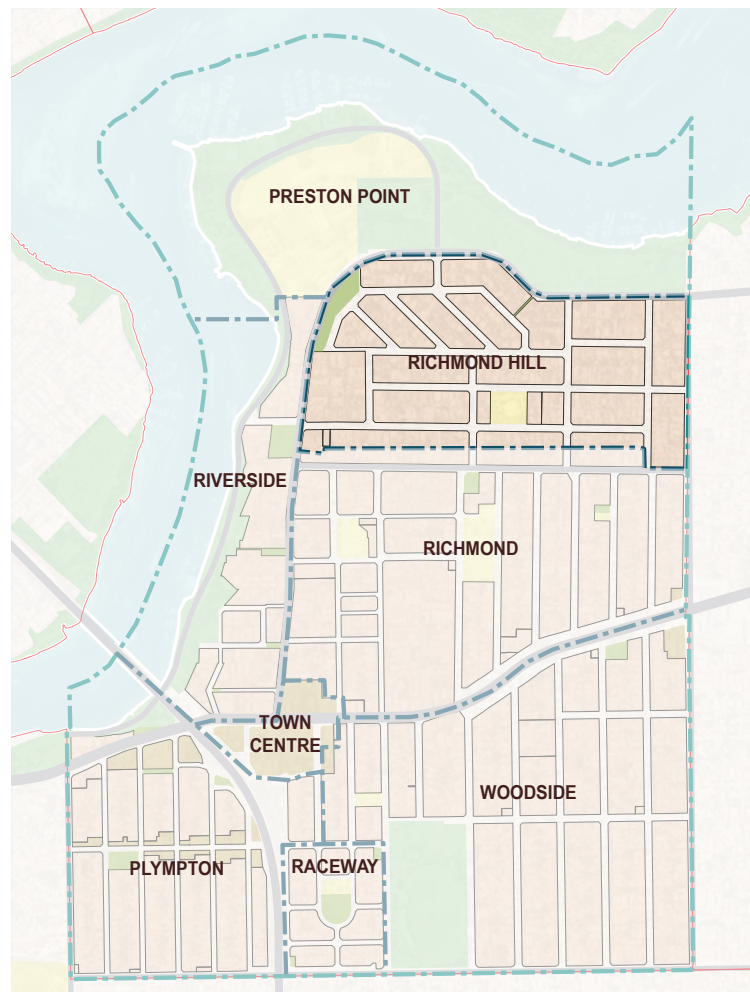 PRESTON POINT
RICHMOND HILL
RIVERSIDE
RICHMOND
TOWN
CENTRE
WOODSIDE
PLYMPTON
RACEWAY